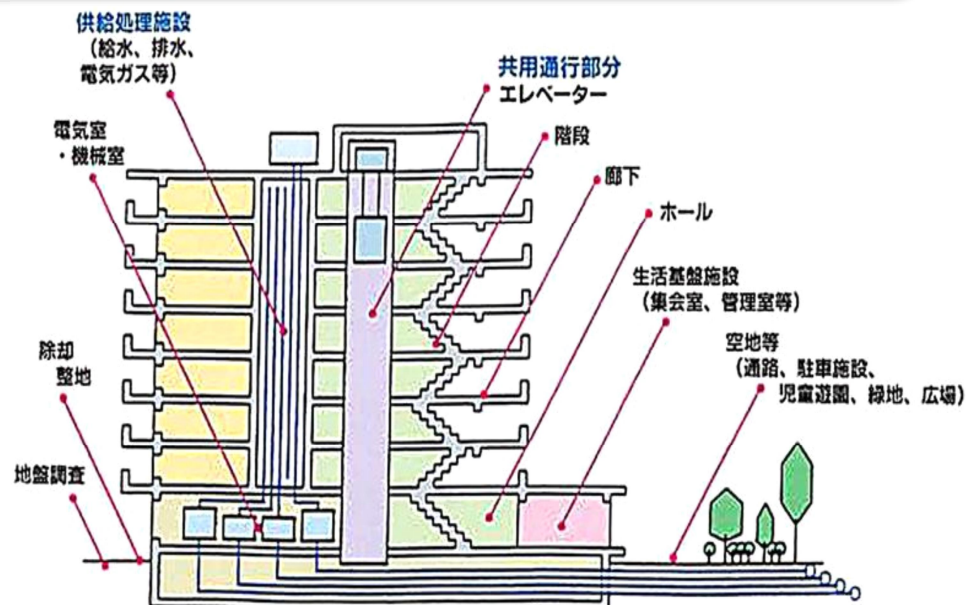 供給処理施設
（給水、排水、
電気ガス等）
共用通行部分
エレベーター
電気室
・機械室
階段
廊下
ホール
生活基盤施設
（集会室、管理室等）
除却
整地
空地等
（通路、駐車施設、
児童遊園、緑地、広場）
地盤調査